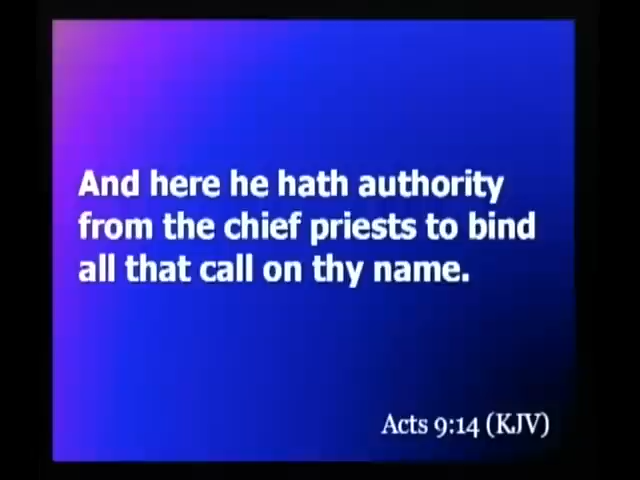 And here he hath authority
from the chief priests to bind
all that call on thy name.
Acts 9:14 (KJV)